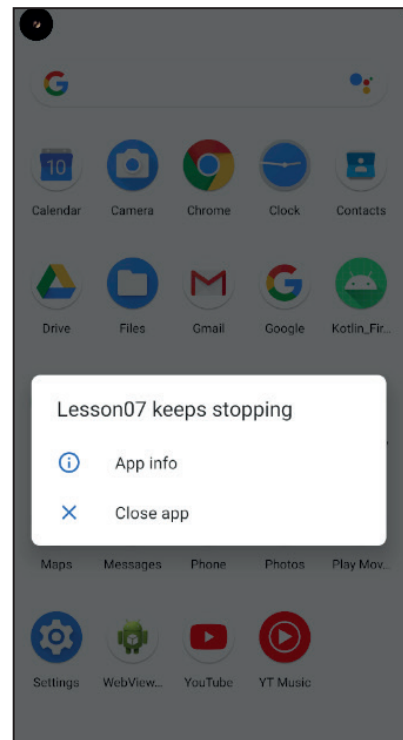 10
Calendar Camera Chrome Clock Contacts
Drive Files Gmail Google Kotlin_Fir...
Lesson07 keeps stopping
App info
Close app
Maps Messages Phone Photos Play Mov...
Settings WebView... YouTube YT Music